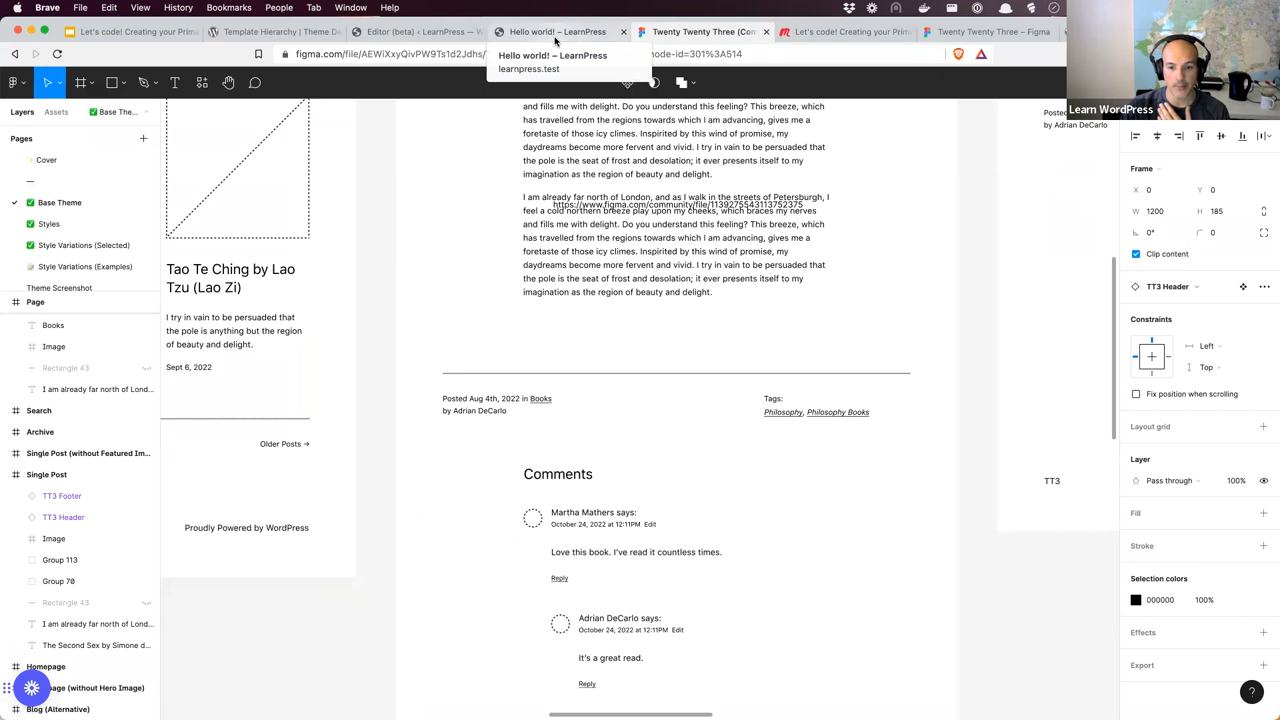 Let's code! Creating your Prim
Template Hierarchy | Theme De
Editor (beta) ‹ LearnPress — W
Hello world! – LearnPress
Twenty Twenty Three (Con
Let's code! Creating your Prim
Twenty Twenty Three – Figma
figma.com/file/AEWiXxyQivPW9Ts1d2Jdhs/
node-id=301%3A514
Hello world! – LearnPress
learnpress.test
Learn WordPress
Layers
Assets
Base The...
Pages
Cover
—
Base Theme
Styles
Style Variations (Selected)
Style Variations (Examples)
Theme Screenshot
Page
Books
Image
Rectangle 43
I am already far north of Lond...
Search
Archive
Single Post (without Featured Im...
Single Post
TT3 Footer
TT3 Header
Image
Group 113
Group 70
Rectangle 43
I am already far north of Lond...
The Second Sex by Simone d...
Homepage
page (without Hero Image)
Blog (Alternative)
Tao Te Ching by Lao
Tzu (Lao Zi)
I try in vain to be persuaded that
the pole is anything but the region
of beauty and delight.
Sept 6, 2022
Older Posts →
Proudly Powered by WordPress
and fills me with delight. Do you understand this feeling? This breeze, which
has travelled from the regions towards which I am advancing, gives me a
foretaste of those icy climes. Inspirited by this wind of promise, my
daydreams become more fervent and vivid. I try in vain to be persuaded that
the pole is the seat of frost and desolation; it ever presents itself to my
imagination as the region of beauty and delight.
I am already far north of London, and as I walk in the streets of Petersburgh, I
https://www.figma.com/community/file/1139275543113752375
feel a cold northern breeze play upon my cheeks, which braces my nerves
and fills me with delight. Do you understand this feeling? This breeze, which
has travelled from the regions towards which I am advancing, gives me a
foretaste of those icy climes. Inspirited by this wind of promise, my
daydreams become more fervent and vivid. I try in vain to be persuaded that
the pole is the seat of frost and desolation; it ever presents itself to my
imagination as the region of beauty and delight.
Posted Aug 4th, 2022 in Books
by Adrian DeCarlo
Tags:
Philosophy, Philosophy Books
Comments
Martha Mathers says:
October 24, 2022 at 12:11PM Edit
Love this book. I've read it countless times.
Reply
Adrian DeCarlo says:
October 24, 2022 at 12:11PM Edit
It's a great read.
Reply
Posted
by Adrian DeCarlo
TT3
Frame
X 0
Y 0
W 1200
H 185
0°
0
Clip content
TT3 Header
Constraints
Left
Top
Fix position when scrolling
Layout grid
Layer
Pass through
100%
Fill
Stroke
Selection colors
000000
100%
Effects
Export
?